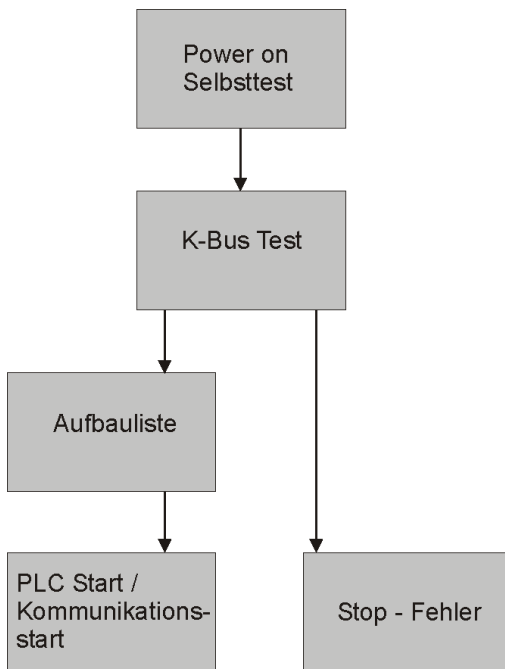 Power on
Selbsttest
K-Bus Test
Aufbauliste
PLC Start /
Kommunikations-
start
Stop - Fehler